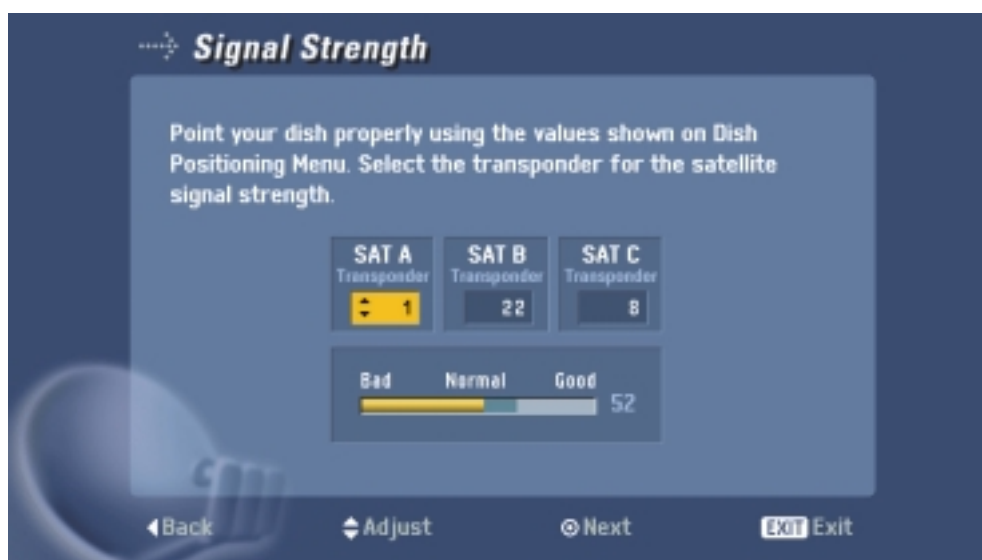 Signal Strength
Point your dish properly using the values shown on Dish
Positioning Menu. Select the transponder for the satellite
signal strength.
SAT A SAT B SAT C
Transponder Transponder Transponder
1 22 8
Bad Normal Good
52
Back Adjust Next EXIT Exit